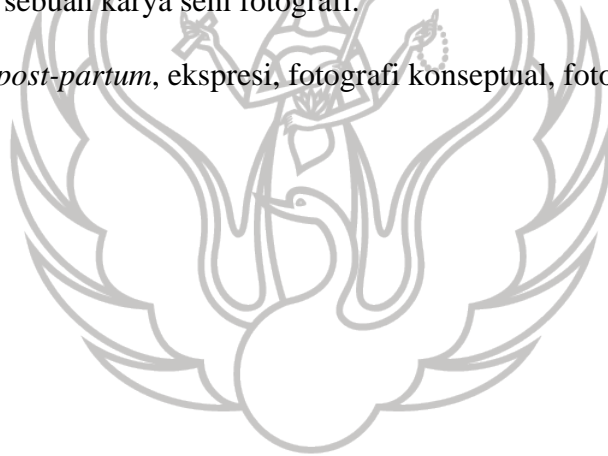 sebuah karya seni fotografi.
post-partum, ekspresi, fotografi konseptual, foto